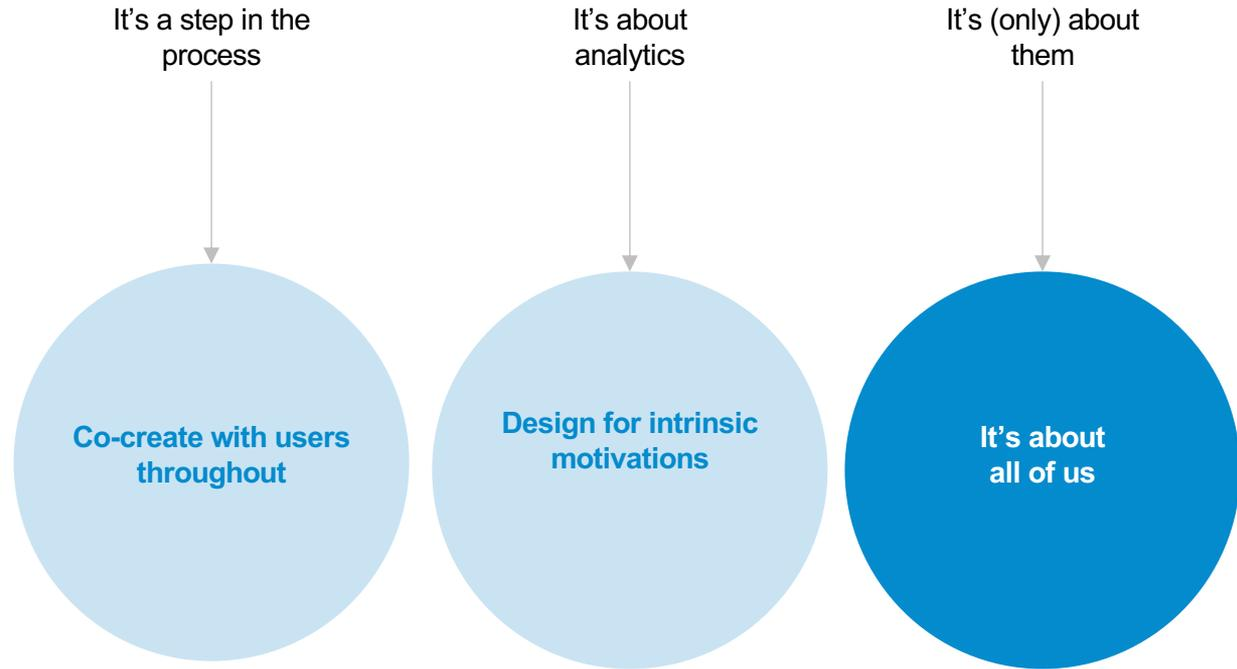 It’s a step in the
process
It’s about
analytics
It’s (only) about
them
Co-create with users
throughout
Design for intrinsic
motivations
It’s about
all of us